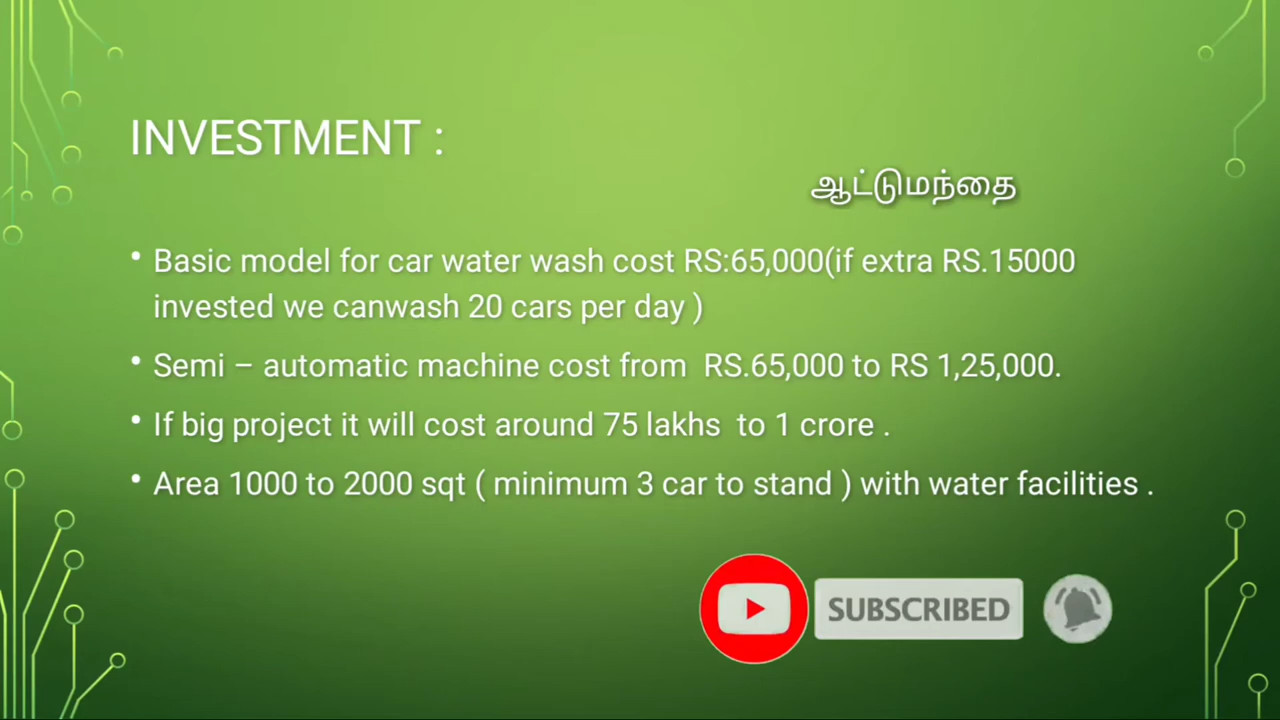 INVESTMENT :
ஆட்டுமந்தை
• Basic model for car water wash cost RS:65,000(if extra RS.15000
invested we canwash 20 cars per day )
• Semi – automatic machine cost from RS.65,000 to RS 1,25,000.
• If big project it will cost around 75 lakhs to 1 crore .
• Area 1000 to 2000 sqt ( minimum 3 car to stand ) with water facilities .
SUBSCRIBED